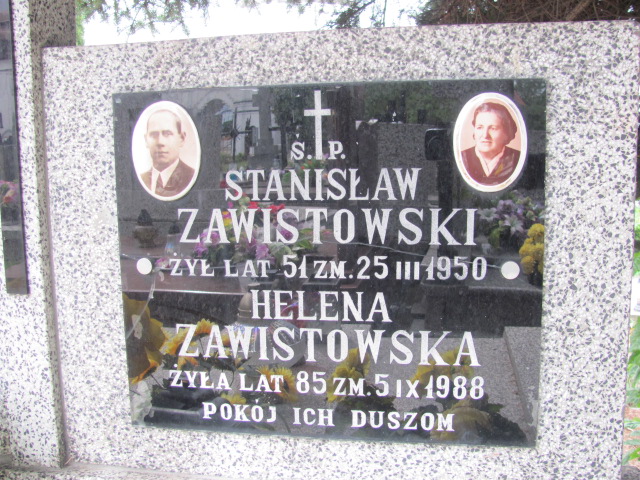 Ś.P.
STANISŁAW
ZAWISTOWSKI
ŻYŁ LAT 51 ZM. 25 III 1950
HELENA
ZAWISTOWSKA
ŻYŁA LAT 85 ZM. 5 IX 1988
POKÓJ ICH DUSZOM